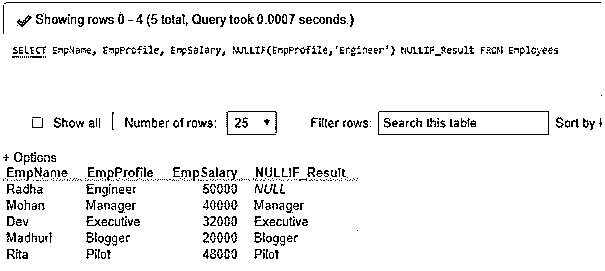 Showing rows 0 - 4 (5 total, Query took 0.0007 seconds.)
SELECT EmpName, EmpProfile, EmpSalary, NULLIF(EmpProfile,'Engineer') NULLIF_Result FROM Employees
Show all | Number of rows: 25 Filter rows: Search this table Sort by
+ Options
EmpName EmpProfile EmpSalary NULLIF_Result
Radha Engineer 50000 NULL
Mohan Manager 40000 Manager
Dev Executive 32000 Executive
Madhuri Blogger 20000 Blogger
Rita Pilot 48000 Pilot